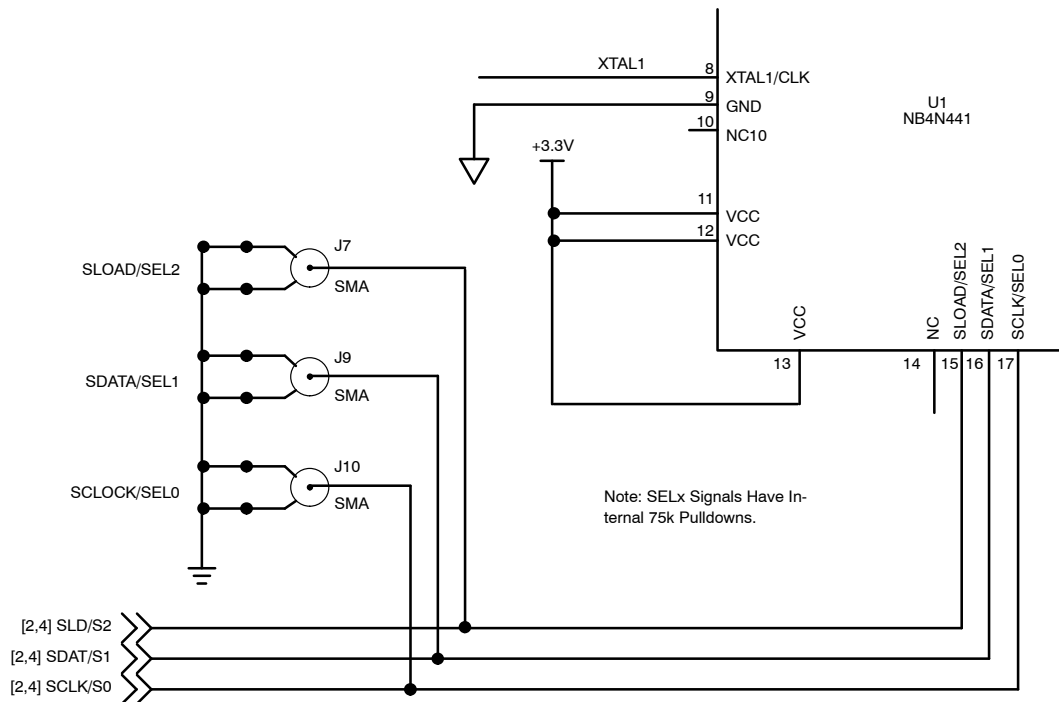 XTAL1
8
XTAL1/CLK
9
GND
10
NC10
U1
NB4N441
+3.3V
11
VCC
12
VCC
SLOAD/SEL2
J7
SMA
SDATA/SEL1
J9
SMA
SCLOCK/SEL0
J10
SMA
VCC
NC
SLOAD/SEL2
SDATA/SEL1
SCLK/SEL0
13
14
15
16
17
Note: SELx Signals Have In-
ternal 75k Pulldowns.
[2,4] SLD/S2
[2,4] SDAT/S1
[2,4] SCLK/S0